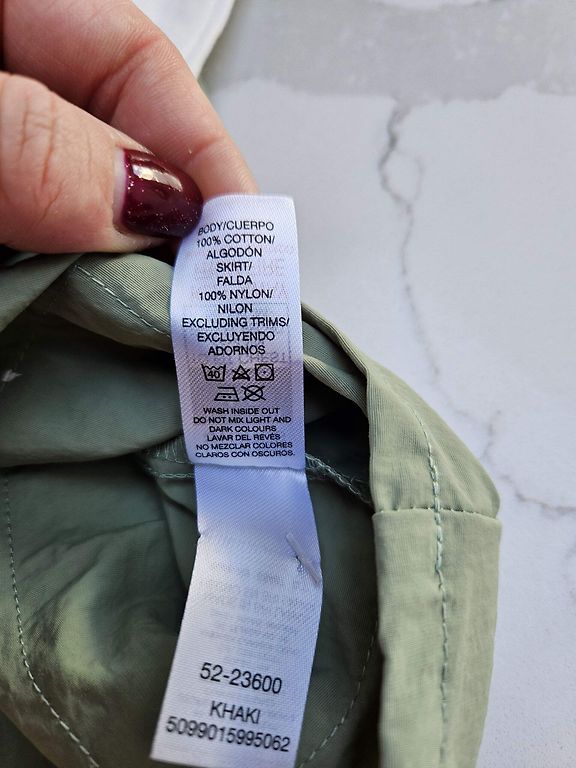 BODY/CUERPO
100% COTTON/
ALGODÓN
SKIRT/
FALDA
100% NYLON/
NILON
EXCLUDING TRIMS/
EXCLUYENDO
ADORNOS
40
WASH INSIDE OUT
DO NOT MIX LIGHT AND
DARK COLOURS
LAVAR DEL REVÉS
NO MEZCLAR COLORES
CLAROS CON OSCUROS.
52-23600
KHAKI
5099015995062